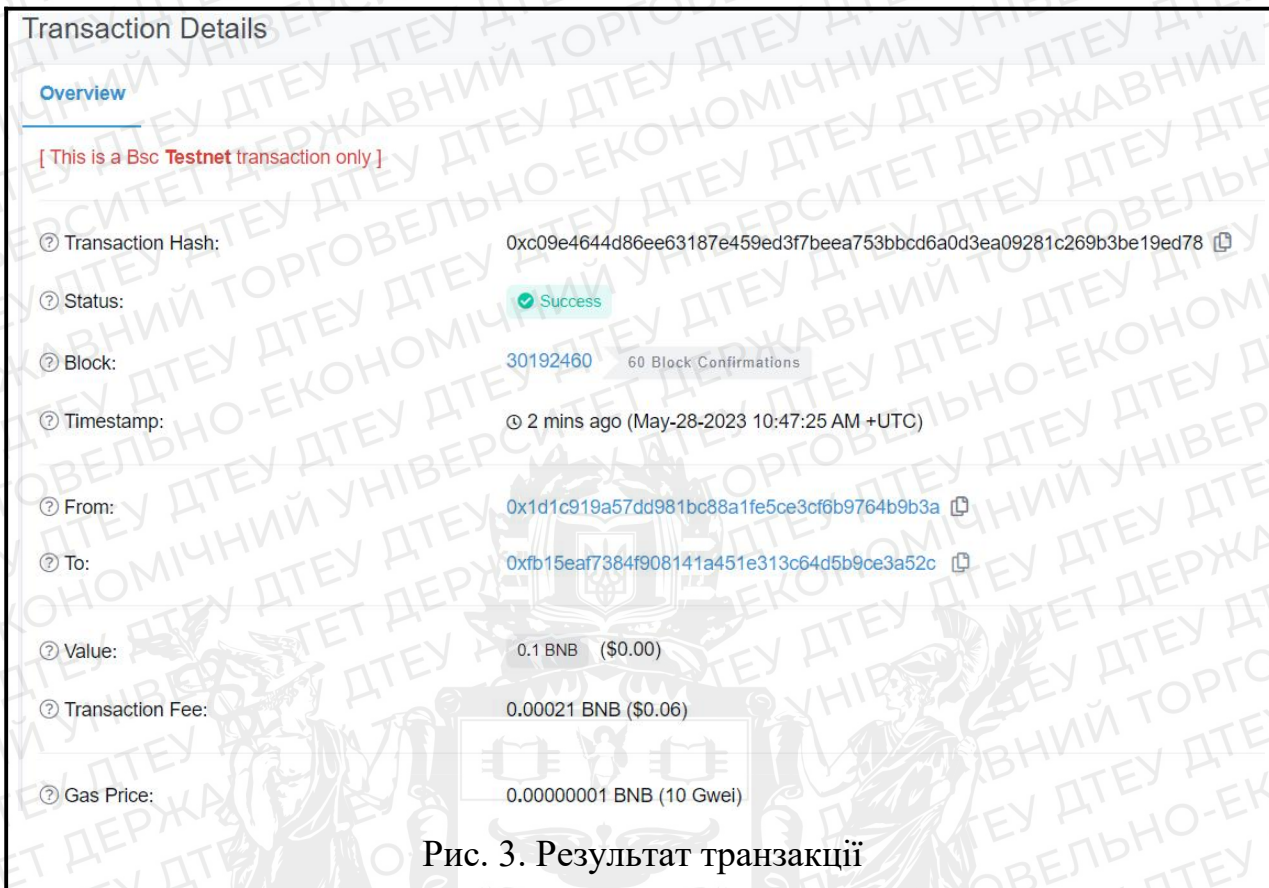 Transaction Details
Overview
[ This is a Bsc Testnet transaction only ]
Transaction Hash: 0xc09e4644d86ee63187e459ed3f7beea753bbcd6a0d3ea09281c269b3be19ed78
Status: Success
Block: 30192460 60 Block Confirmations
Timestamp: 2 mins ago (May-28-2023 10:47:25 AM +UTC)
From: 0x1d1c919a57dd981bc88a1fe5ce3cf6b9764b9b3a
To: 0xfb15eaf7384f908141a451e313c64d5b9ce3a52c
Value: 0.1 BNB ($0.00)
Transaction Fee: 0.00021 BNB ($0.06)
Gas Price: 0.00000001 BNB (10 Gwei)
Рис. 3. Результат транзакції